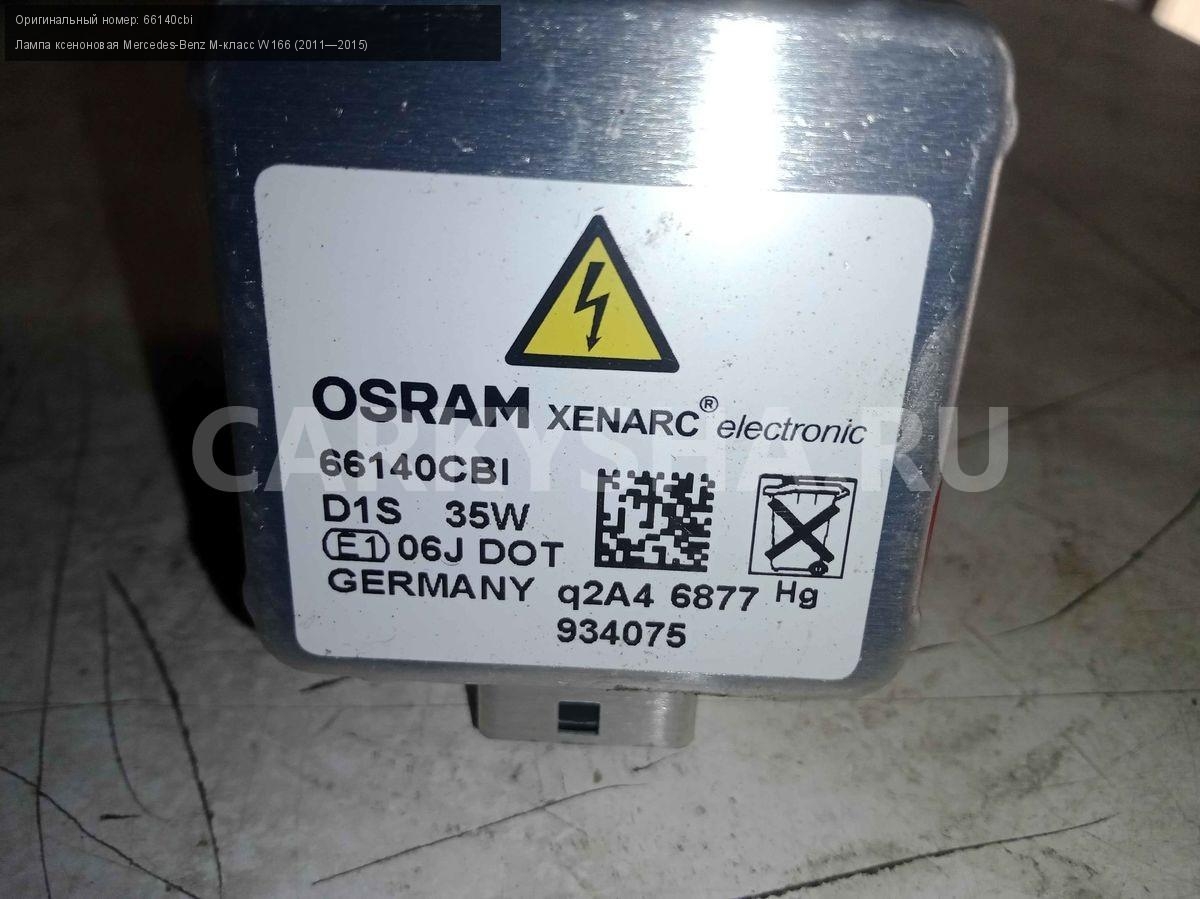 Оригинальный номер: 66140cbi
Лампа ксеноновая Mercedes-Benz М-класс W166 (2011—2015)
OSRAM XENARC® electronic
CARKYSHA.RU
66140CBI
D1S 35W
E1 06J DOT
GERMANY q2A4 6877 Hg
934075